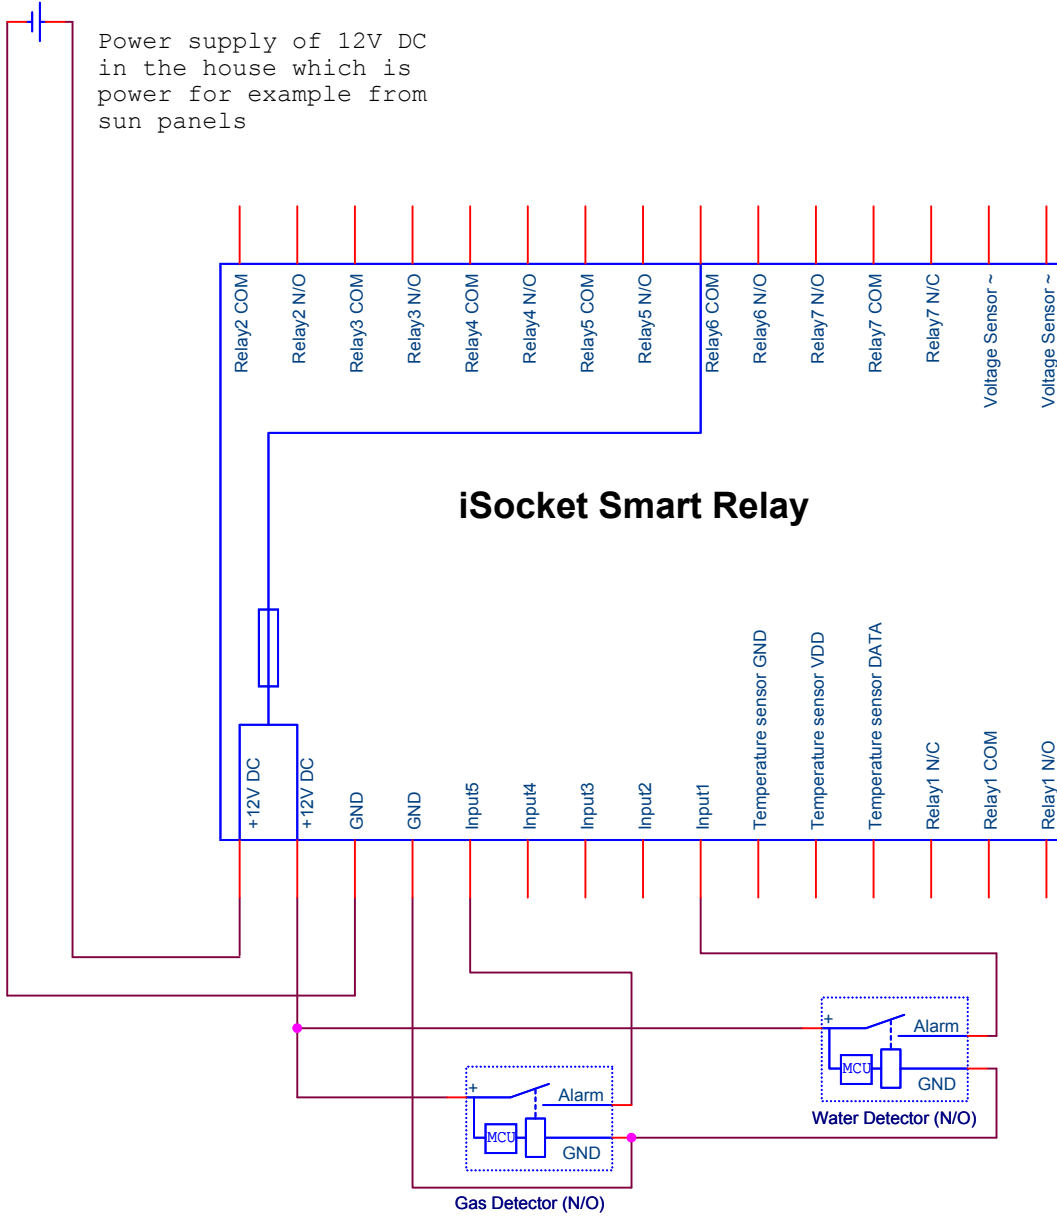 Power supply of 12V DC
in the house which is
power for example from
sun panels
Relay2 COM
Relay2 N/O
Relay3 COM
Relay3 N/O
Relay4 COM
Relay4 N/O
Relay5 COM
Relay5 N/O
Relay6 COM
Relay6 N/O
Relay7 N/O
Relay7 COM
Relay7 N/C
Voltage Sensor ~
Voltage Sensor ~
iSocket Smart Relay
+12V DC
+12V DC
GND
GND
Input5
Input4
Input3
Input2
Input1
Temperature sensor GND
Temperature sensor VDD
Temperature sensor DATA
Relay1 N/C
Relay1 COM
Relay1 N/O
+
Alarm
MCU
GND
Water Detector (N/O)
+
Alarm
MCU
GND
Gas Detector (N/O)